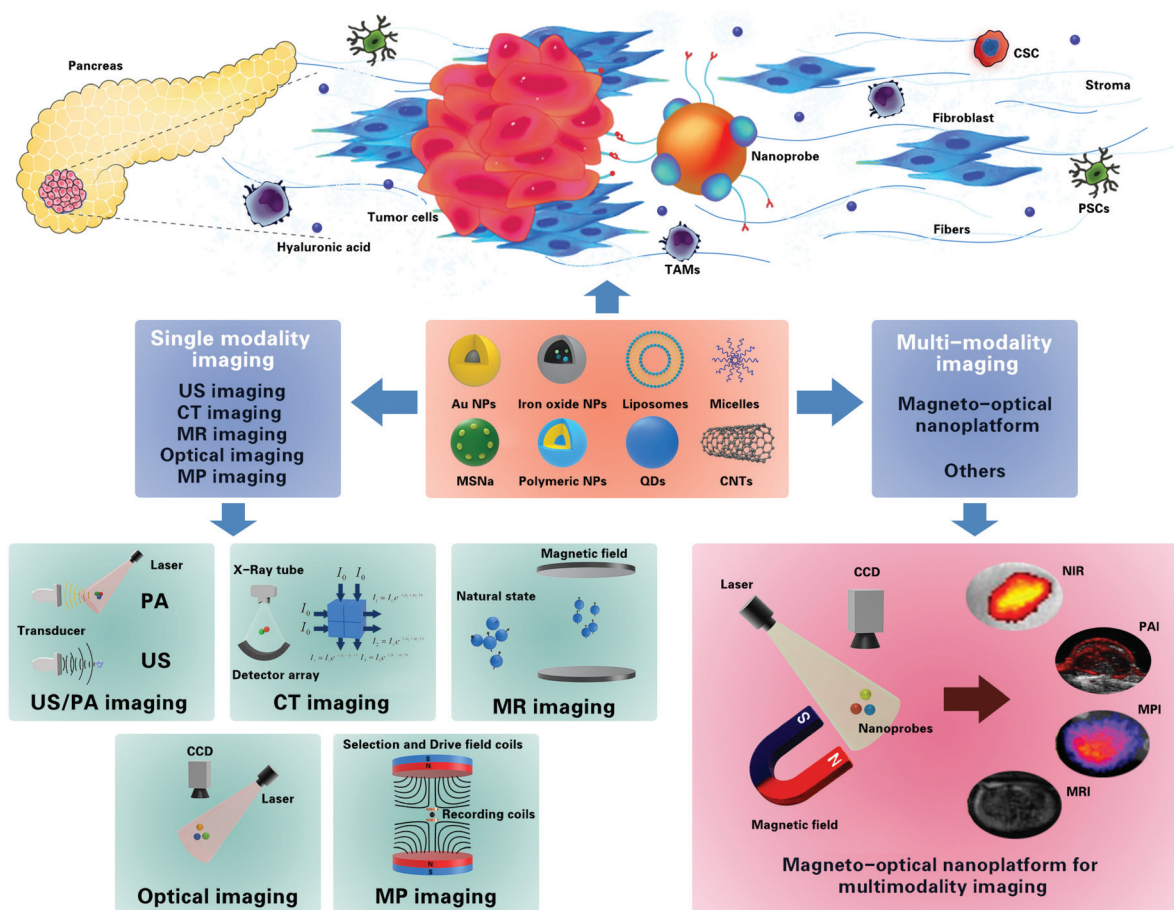 Pancreas
CSC
Stroma
Fibroblast
Nanoprobe
PSCs
Tumor cells
Fibers
Hyaluronic acid
TAMs
Single modality
imaging
US imaging
CT imaging
MR imaging
Optical imaging
MP imaging
Au NPs
Iron oxide NPs
Liposomes
Micelles
MSNa
Polymeric NPs
QDs
CNTs
Multi-modality
imaging
Magneto-optical
nanoplatform
Others
Laser
PA
Transducer
US
US/PA imaging
X-Ray tube
I₀ I₀
I₀
I₀
Detector array
CT imaging
Magnetic field
Natural state
MR imaging
CCD
Laser
Optical imaging
Selection and Drive field coils
S
N
Recording coils
N
S
MP imaging
Laser
CCD
NIR
PAI
S
Nanoprobes
MPI
N
MRI
Magnetic field
Magneto-optical nanoplatform for
multimodality imaging